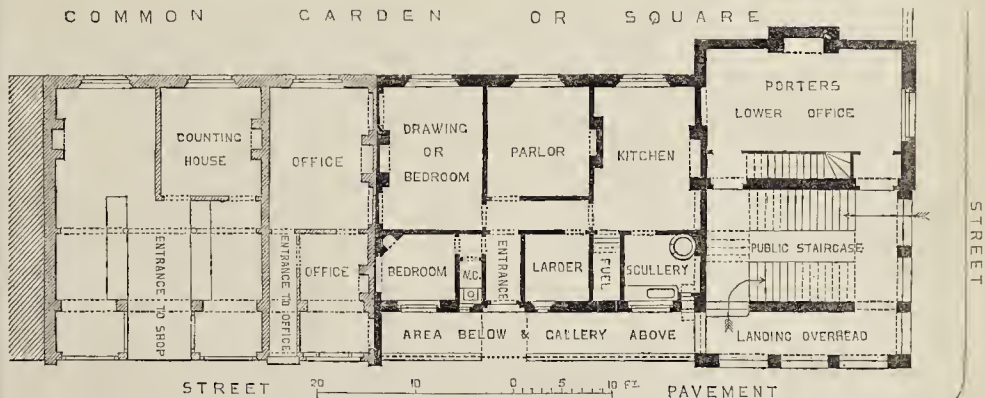 COMMON GARDEN OR SQUARE
PORTERS
LOWER OFFICE
COUNTING
HOUSE
OFFICE
DRAWING
OR
BEDROOM
PARLOR
KITCHEN
STREET
PUBLIC STAIRCASE
ENTRANCE TO SHOP
ENTRANCE TO OFFICE
OFFICE
BEDROOM
W.C.
ENTRANCE
LARDER
FUEL
SCULLERY
AREA BELOW & GALLERY ABOVE
LANDING OVERHEAD
STREET
20 10 0 5 10 FT.
PAVEMENT